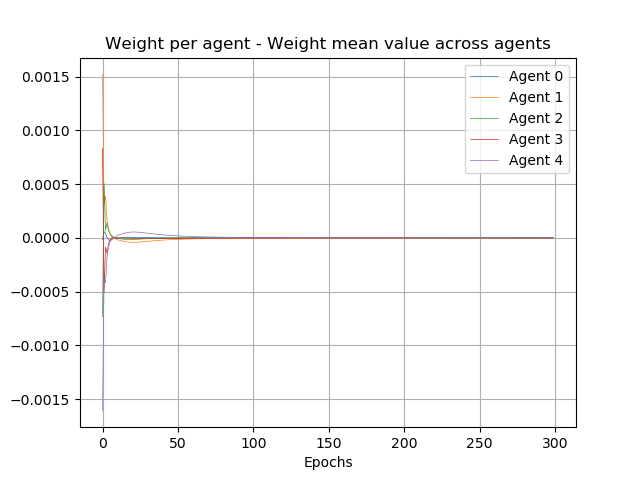 Weight per agent - Weight mean value across agents
0.0015
0.0010
0.0005
0.0000
−0.0005
−0.0010
−0.0015
Agent 0
Agent 1
Agent 2
Agent 3
Agent 4
0 50 100 150 200 250 300
Epochs